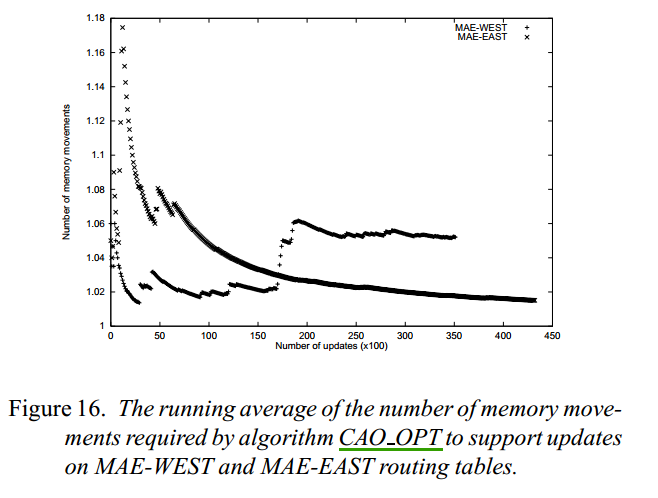 1.18
1.16
1.14
1.12
1.1
1.08
1.06
1.04
1.02
1
Number of memory movements
MAE-WEST +
MAE-EAST ×
0 50 100 150 200 250 300 350 400 450
Number of updates (x100)
Figure 16. The running average of the number of memory move-
ments required by algorithm CAO_OPT to support updates
on MAE-WEST and MAE-EAST routing tables.